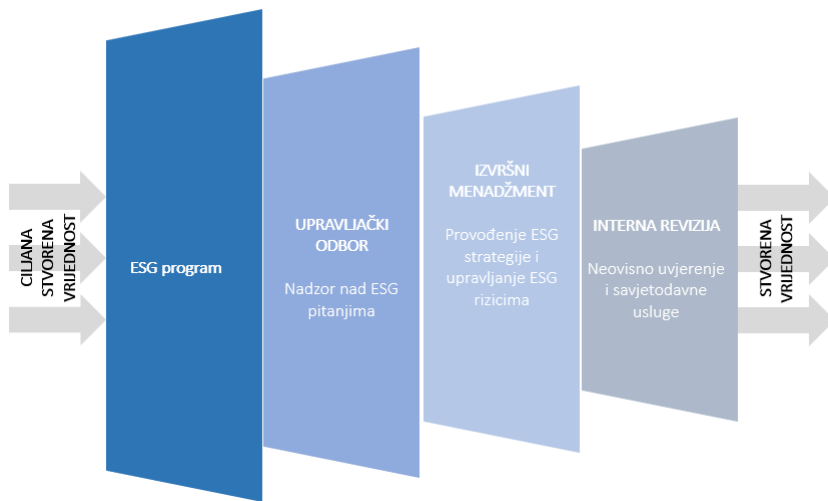 CILJANA
STVORENA
VRIJEDNOST
ESG program
UPRAVLJAČKI
ODBOR
Nadzor nad ESG
pitanjima
IZVRŠNI
MENADŽMENT
Provođenje ESG
strategije i
upravljanje ESG
rizicima
INTERNA REVIZIJA
Neovisno uvjerenje
i savjetodavne
usluge
STVORENA
VRIJEDNOST